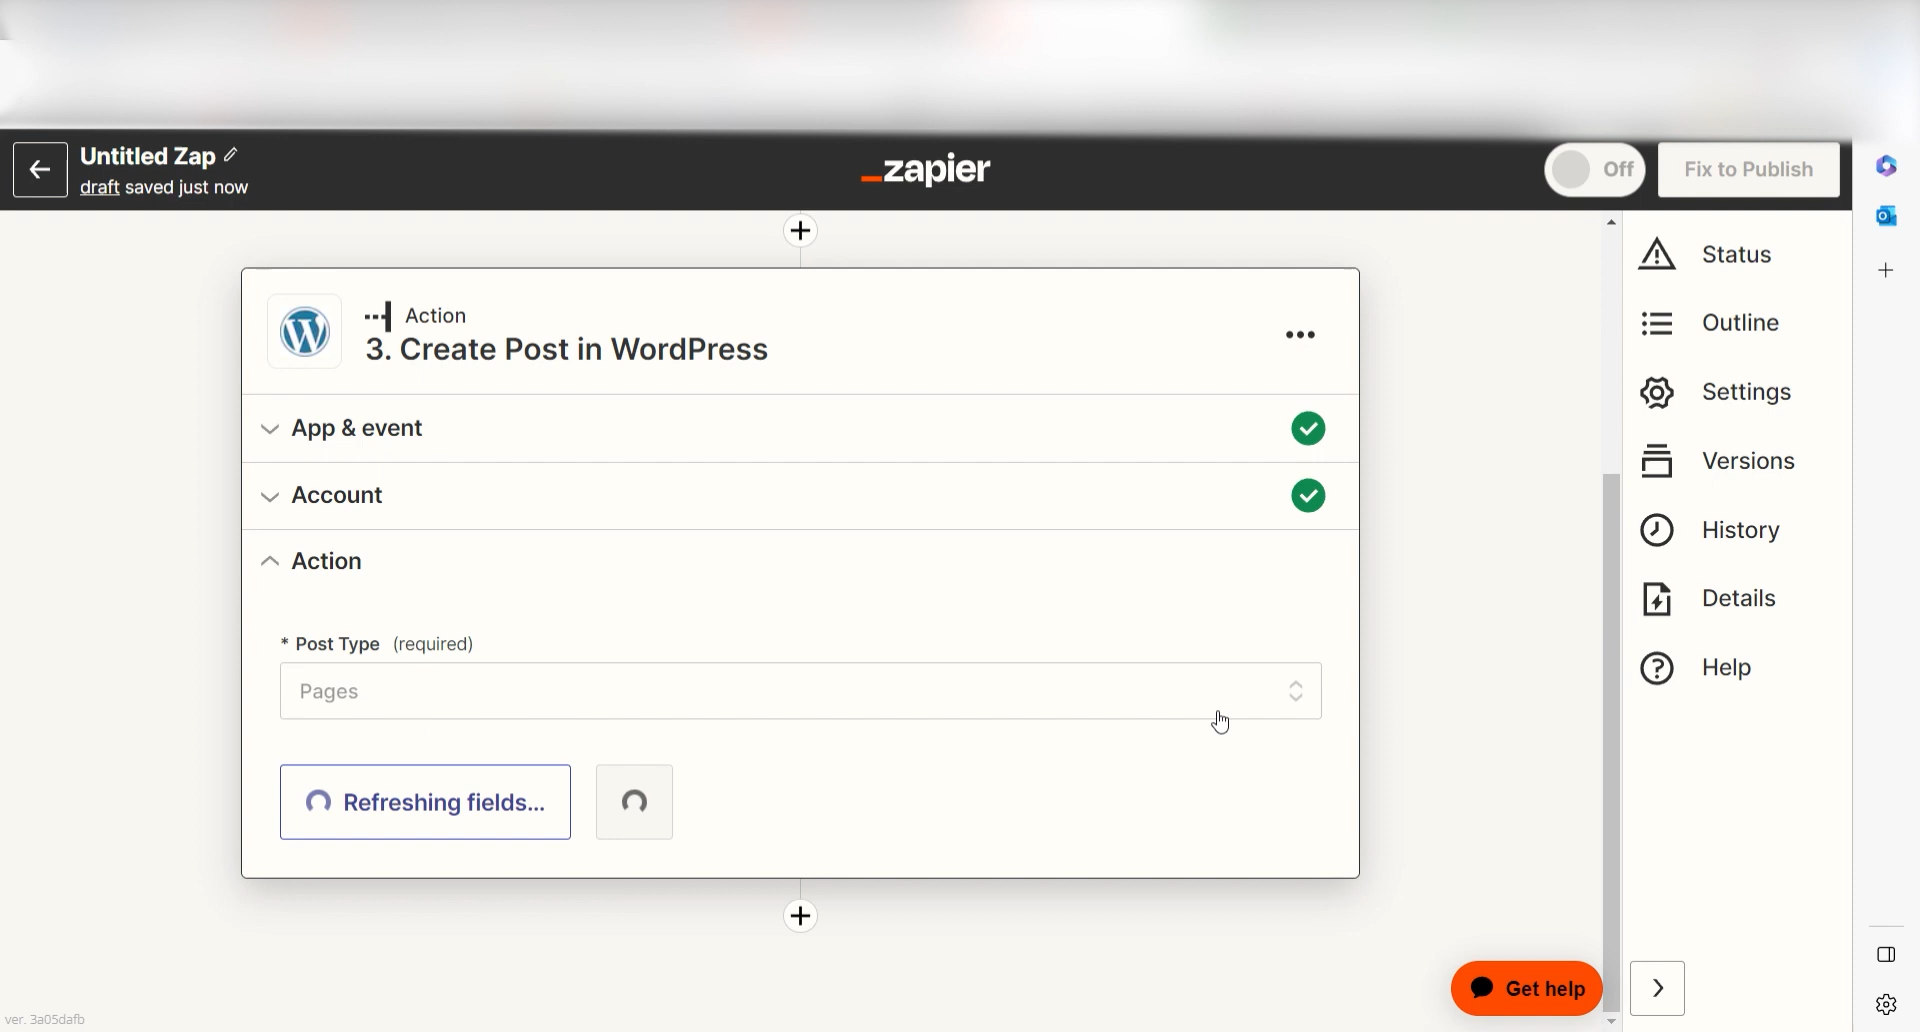 Untitled Zap
draft saved just now
zapier
Off
Fix to Publish
Action
3. Create Post in WordPress
App & event
Account
Action
* Post Type (required)
Pages
Refreshing fields...
Status
Outline
Settings
Versions
History
Details
Help
Get help
ver. 3a05dafb